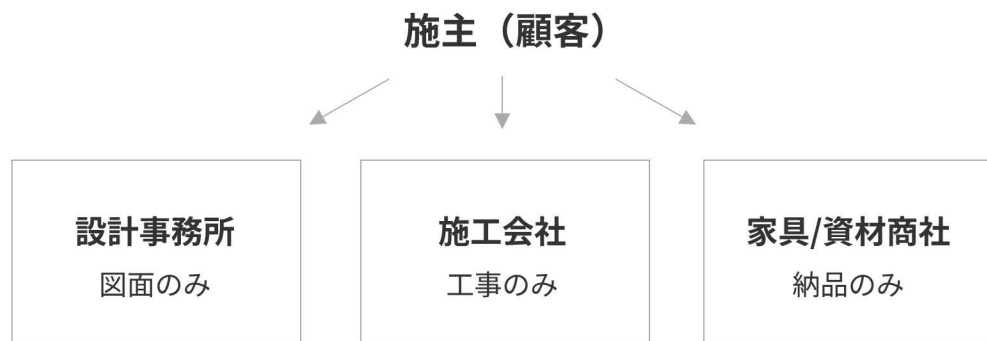 施主（顧客）
設計事務所
図面のみ
施工会社
工事のみ
家具/資材商社
納品のみ